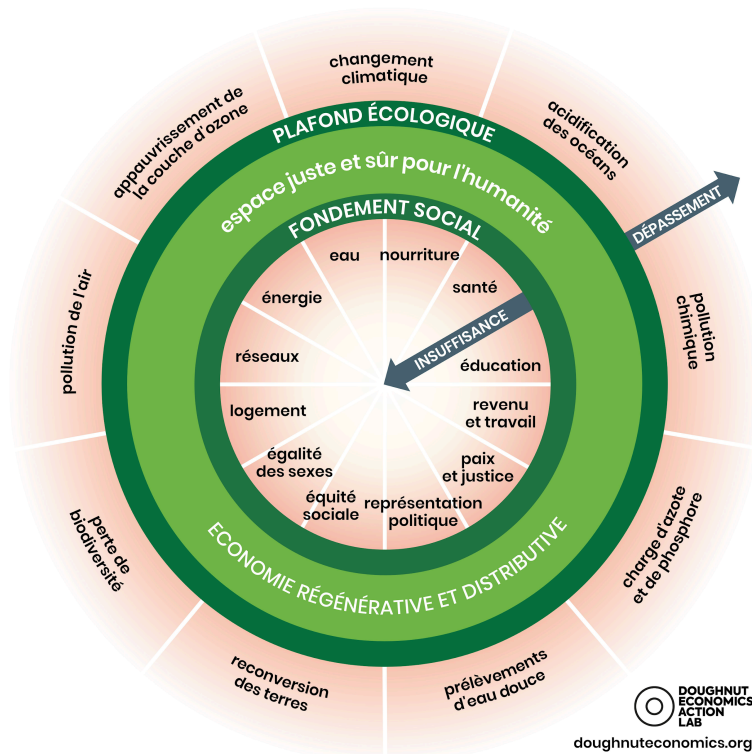 changement
climatique
acidification
des océans
pollution
chimique
charge d'azote
et de phosphore
prélèvements
d'eau douce
reconversion
des terres
perte de
biodiversité
pollution de l'air
appauvrissement de
la couche d'ozone
PLAFOND ÉCOLOGIQUE
espace juste et sûr pour l'humanité
FONDEMENT SOCIAL
DÉPASSEMENT
INSUFFISANCE
eau
nourriture
santé
éducation
revenu
et travail
paix
et justice
représentation
politique
équité
sociale
égalité
des sexes
logement
réseaux
énergie
ECONOMIE RÉGÉNÉRATIVE ET DISTRIBUTIVE
DOUGHNUT
ECONOMICS
ACTION
LAB
doughnuteconomics.org